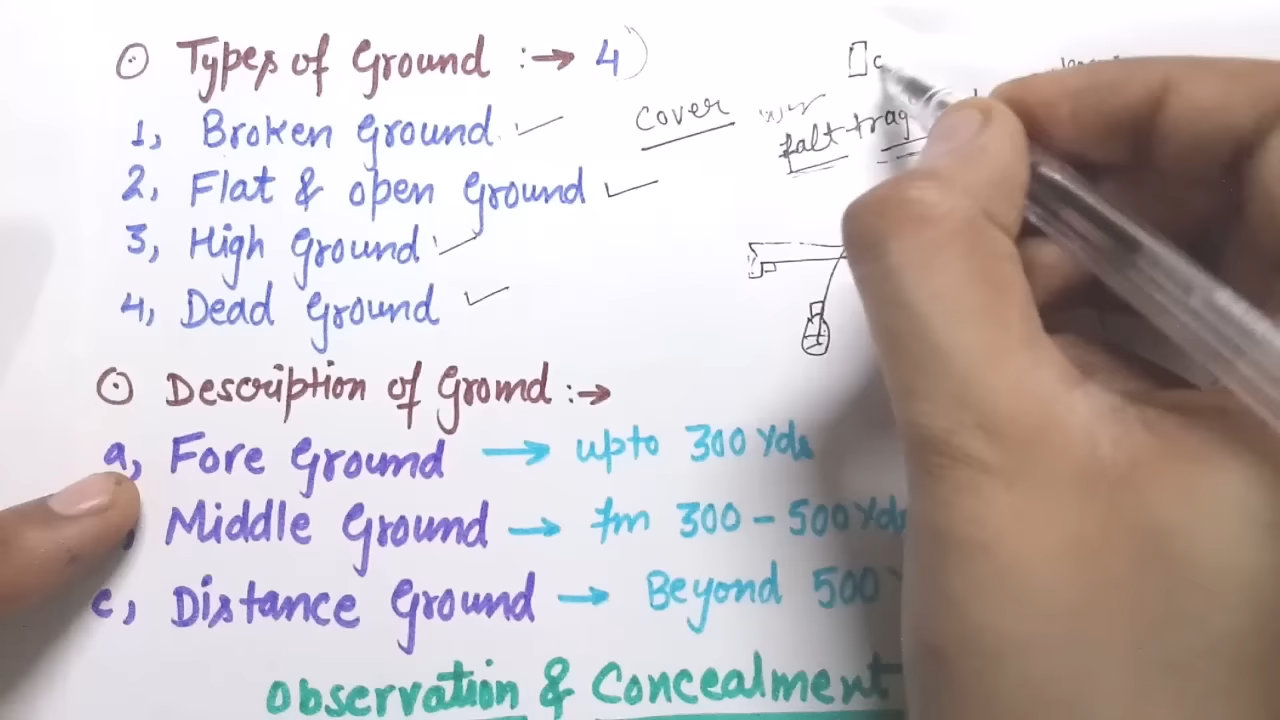 Types of Ground :→ 4)
1, Broken Ground
cover
falt trag
2, Flat & open Ground
3, High Ground
4, Dead Ground
Description of Ground :→
a, Fore Ground → upto 300 Yds
Middle Ground → fm 300 - 500 Yds
c, Distance Ground → Beyond 500
Observation & Concealment